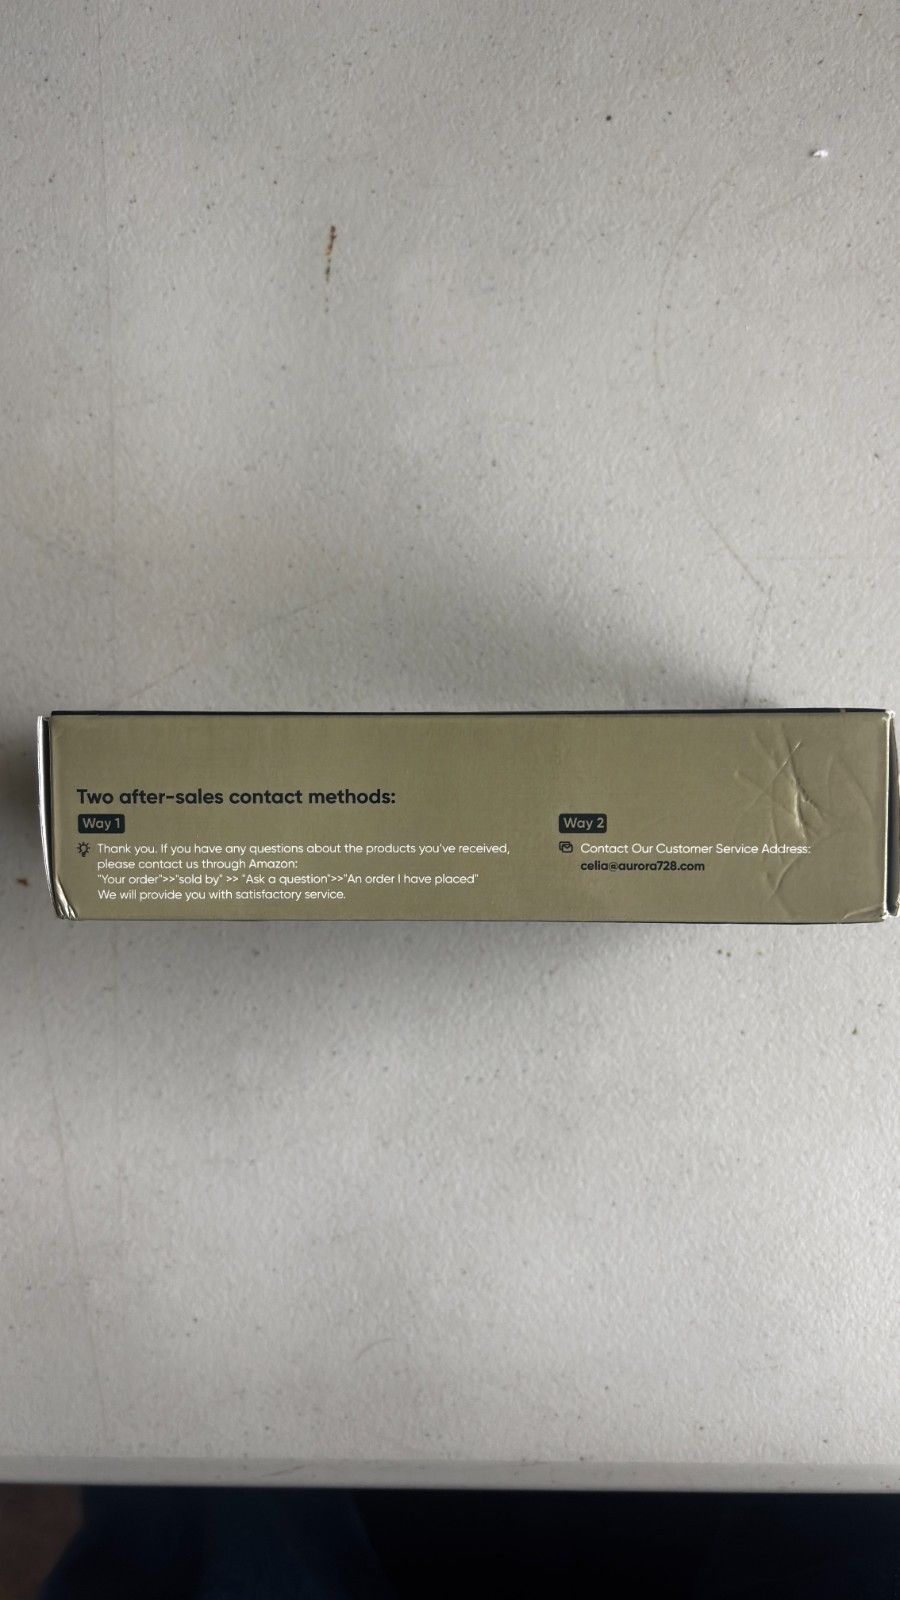 Two after-sales contact methods:
Way 1
Thank you. If you have any questions about the products you've received,
please contact us through Amazon:
"Your order">>"sold by" >> "Ask a question">>"An order I have placed"
We will provide you with satisfactory service.
Way 2
Contact Our Customer Service Address:
celia@aurora728.com